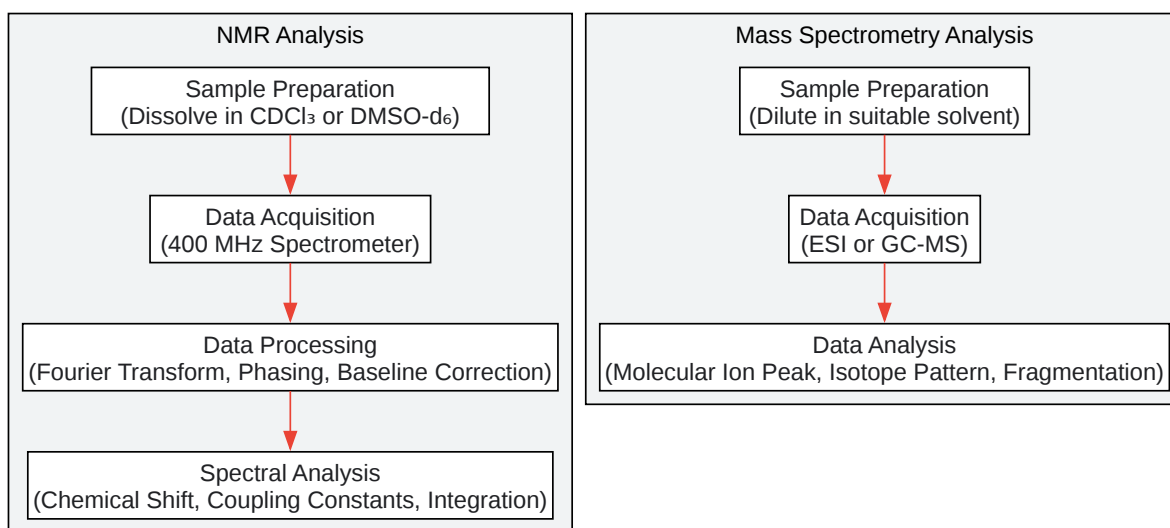 NMR Analysis
Sample Preparation
(Dissolve in CDCl₃ or DMSO-d₆)
Data Acquisition
(400 MHz Spectrometer)
Data Processing
(Fourier Transform, Phasing, Baseline Correction)
Spectral Analysis
(Chemical Shift, Coupling Constants, Integration)
Mass Spectrometry Analysis
Sample Preparation
(Dilute in suitable solvent)
Data Acquisition
(ESI or GC-MS)
Data Analysis
(Molecular Ion Peak, Isotope Pattern, Fragmentation)